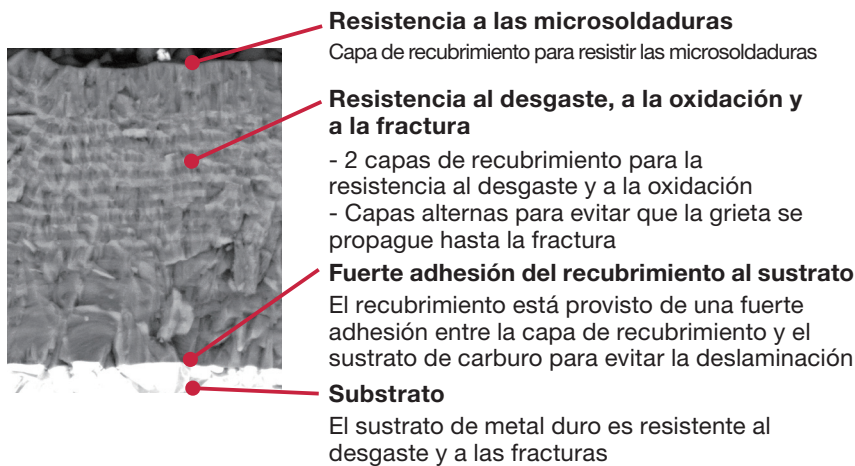 Resistencia a las microsoldaduras
Capa de recubrimiento para resistir las microsoldaduras
Resistencia al desgaste, a la oxidación y
a la fractura
- 2 capas de recubrimiento para la
resistencia al desgaste y a la oxidación
- Capas alternas para evitar que la grieta se
propague hasta la fractura
Fuerte adhesión del recubrimiento al sustrato
El recubrimiento está provisto de una fuerte
adhesión entre la capa de recubrimiento y el
sustrato de carburo para evitar la deslaminación
Substrato
El sustrato de metal duro es resistente al
desgaste y a las fracturas